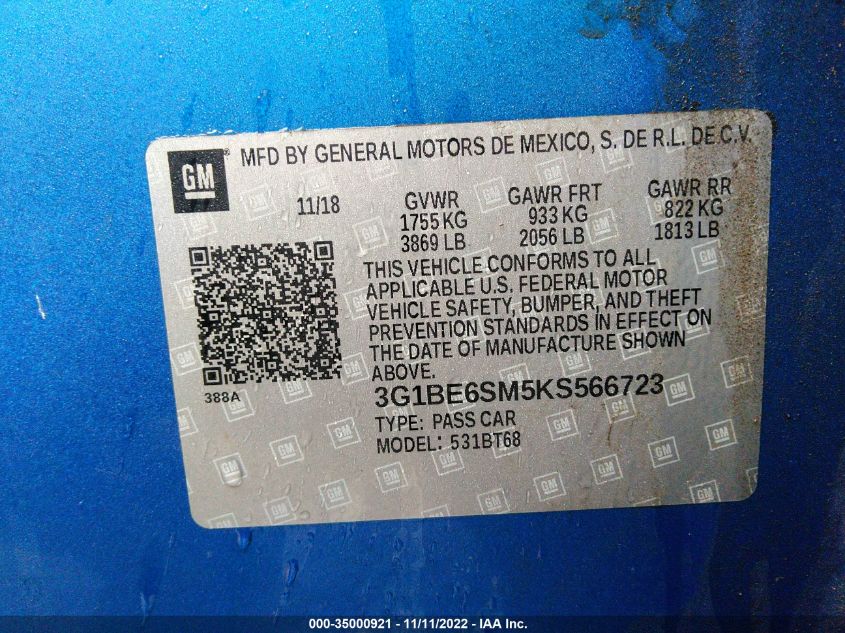 GM® MFD BY GENERAL MOTORS DE MEXICO, S. DE R.L. DE C.V.
11/18 GVWR GAWR FRT GAWR RR
1755 KG 933 KG 822 KG
3869 LB 2056 LB 1813 LB
THIS VEHICLE CONFORMS TO ALL
APPLICABLE U.S. FEDERAL MOTOR
VEHICLE SAFETY, BUMPER, AND THEFT
PREVENTION STANDARDS IN EFFECT ON
THE DATE OF MANUFACTURE SHOWN
ABOVE.
388A
3G1BE6SM5KS566723
TYPE: PASS CAR
MODEL: 531BT68
000-35000921 - 11/11/2022 - IAA Inc.